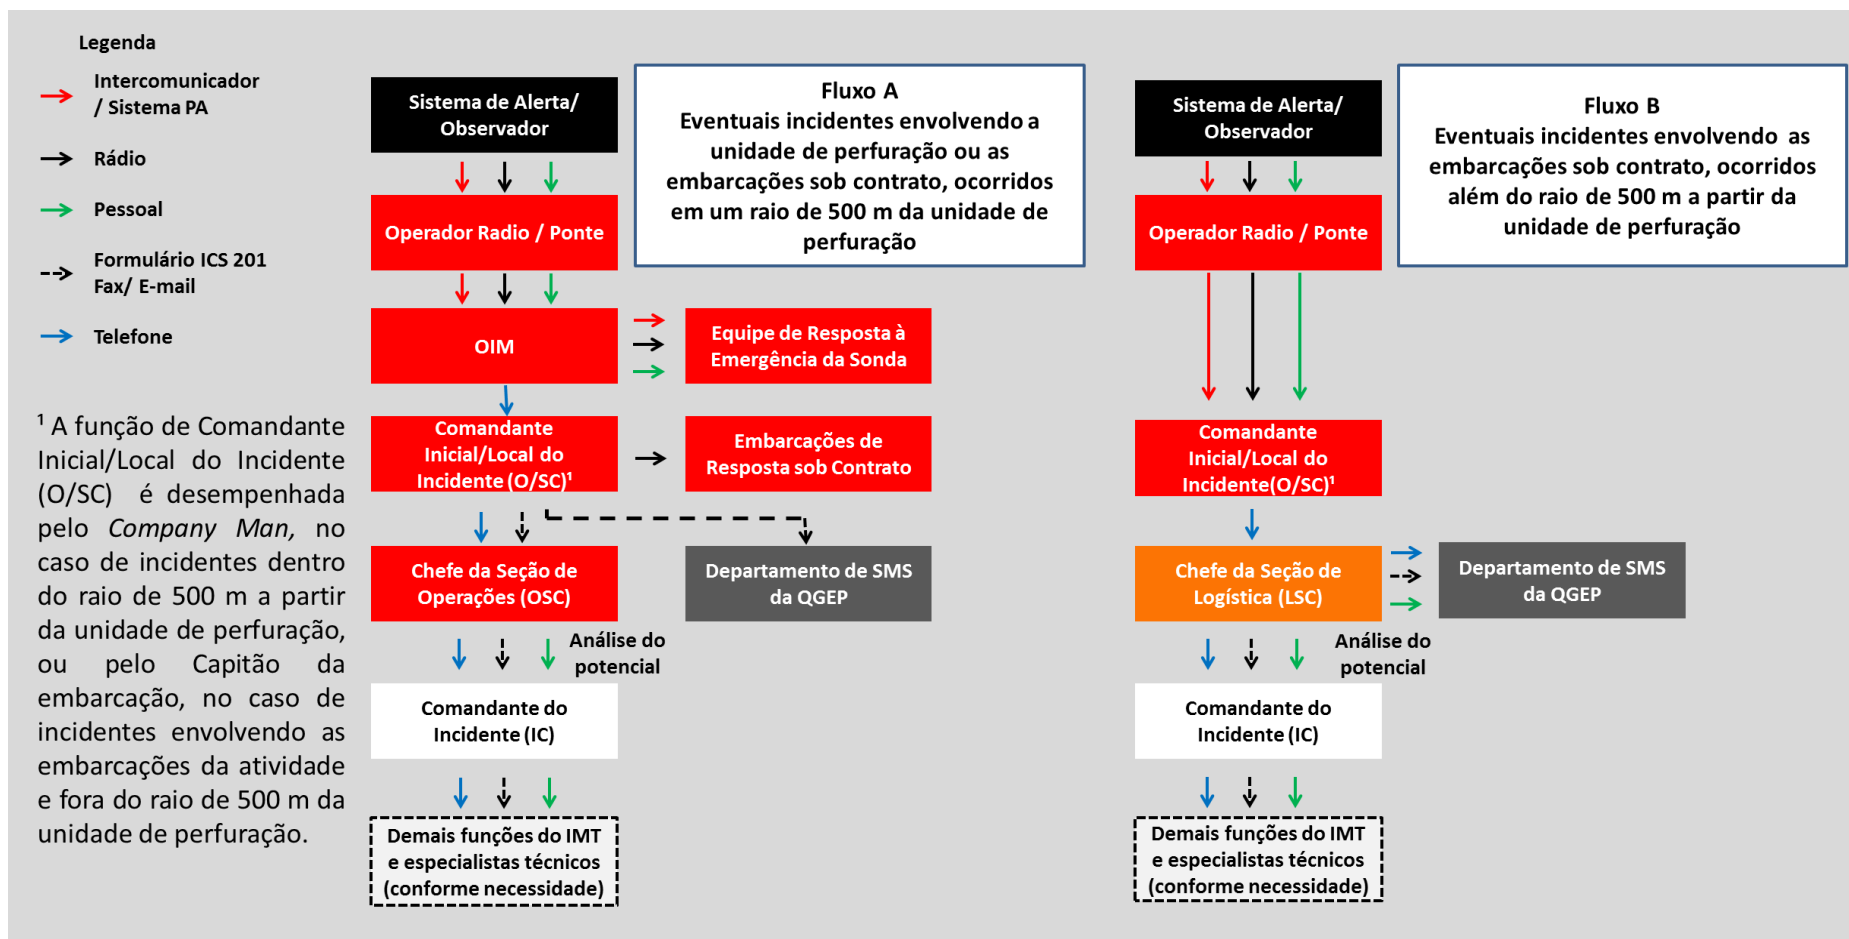 Legenda
Intercomunicador
/ Sistema PA
Rádio
Pessoal
Formulário ICS 201
Fax/ E-mail
Telefone
¹ A função de Comandante
Inicial/Local do Incidente
(O/SC) é desempenhada
pelo Company Man, no
caso de incidentes dentro
do raio de 500 m a partir
da unidade de perfuração,
ou pelo Capitão da
embarcação, no caso de
incidentes envolvendo as
embarcações da atividade
e fora do raio de 500 m da
unidade de perfuração.
Sistema de Alerta/
Observador
Fluxo A
Eventuais incidentes envolvendo a
unidade de perfuração ou as
embarcações sob contrato, ocorridos
em um raio de 500 m da unidade de
perfuração
Operador Radio / Ponte
OIM
Equipe de Resposta à
Emergência da Sonda
Comandante
Inicial/Local do
Incidente (O/SC)¹
Embarcações de
Resposta sob Contrato
Chefe da Seção de
Operações (OSC)
Departamento de SMS
da QGEP
Análise do
potencial
Comandante do
Incidente (IC)
Demais funções do IMT
e especialistas técnicos
(conforme necessidade)
Sistema de Alerta/
Observador
Fluxo B
Eventuais incidentes envolvendo as
embarcações sob contrato, ocorridos
além do raio de 500 m a partir da
unidade de perfuração
Operador Radio / Ponte
Comandante
Inicial/Local do
Incidente(O/SC)¹
Chefe da Seção de
Logística (LSC)
Departamento de SMS
da QGEP
Análise do
potencial
Comandante do
Incidente (IC)
Demais funções do IMT
e especialistas técnicos
(conforme necessidade)